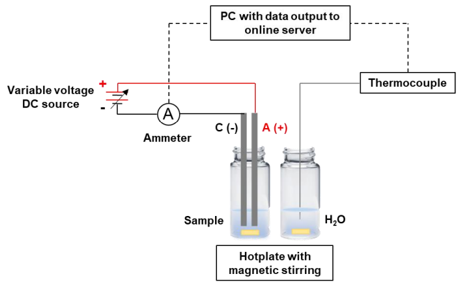 PC with data output to
online server
Thermocouple
Variable voltage
DC source
+
-
A
Ammeter
C (-)
A (+)
Sample
H₂O
Hotplate with
magnetic stirring